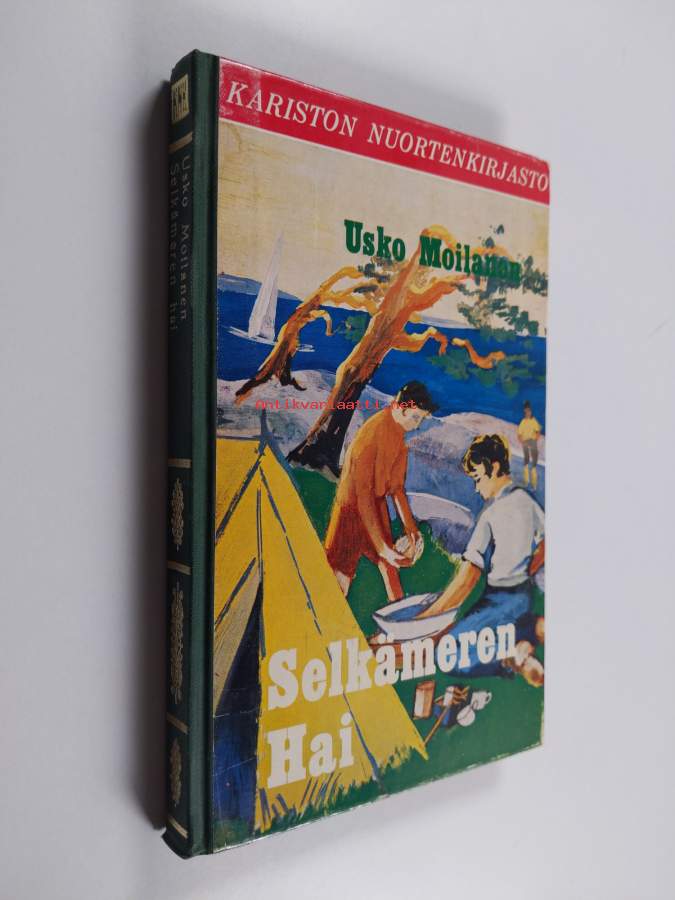 KARISTON NUORTENKIRJASTO
Usko Moilanen
Selkämeren
Hai
Usko Moilanen
Selkämeren hai
Antikvariaatti.net